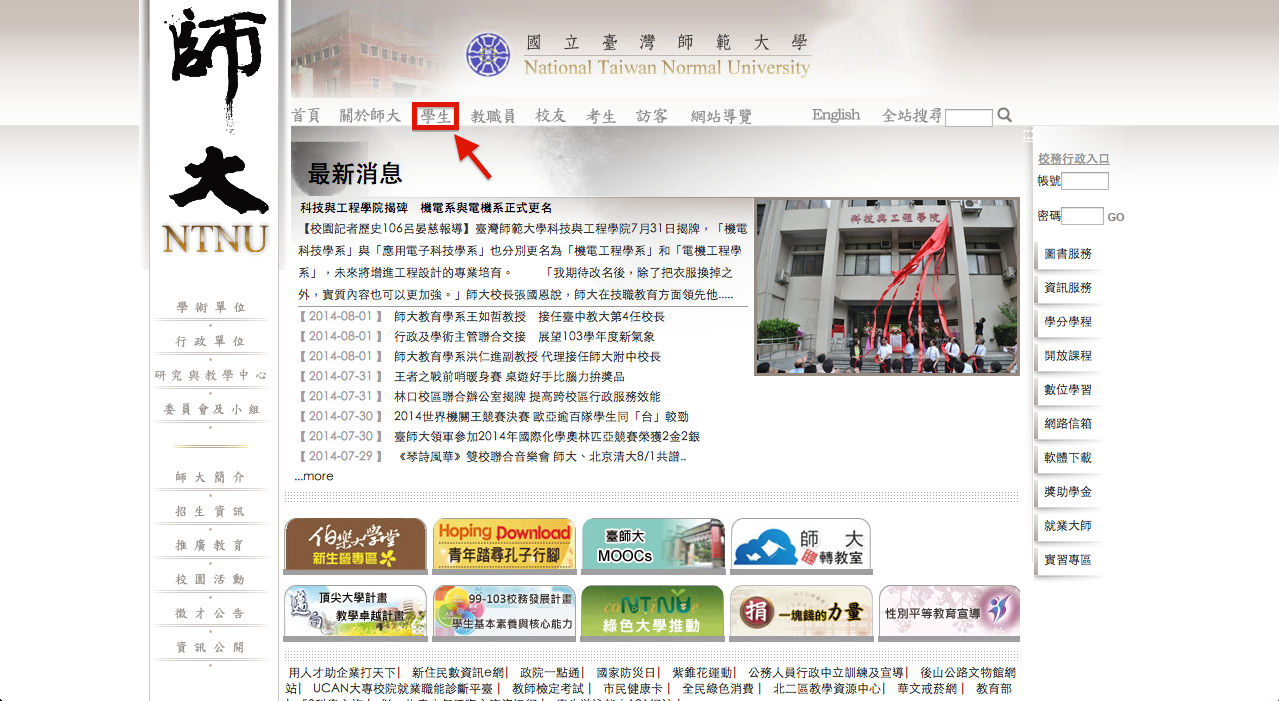 師大
NTNU
國立臺灣師範大學
National Taiwan Normal University
首頁 關於師大 學生 教職員 校友 考生 訪客 網站導覽 English 全站搜尋
學術單位
行政單位
研究與教學中心
委員會及小組
師大簡介
招生資訊
推廣教育
校園活動
徵才公告
資訊公開
最新消息
科技與工程學院揭碑 機電系與電機系正式更名
【校園記者歷史106呂晏慈報導】臺灣師範大學科技與工程學院7月31日揭牌，「機電
科技學系」與「應用電子科技學系」也分別更名為「機電工程學系」和「電機工程學
系」，未來將增進工程設計的專業培育。 「我期待改名後，除了把衣服換掉之
外，實質內容也可以更加強。」師大校長張國恩說，師大在技職教育方面領先他.....
科技與工程學院
【 2014-08-01 】 師大教育學系王如哲教授 接任臺中教大第4任校長
【 2014-08-01 】 行政及學術主管聯合交接 展望103學年度新氣象
【 2014-08-01 】 師大教育學系洪仁進副教授 代理接任師大附中校長
【 2014-07-31 】 王者之戰前哨暖身賽 桌遊好手比腦力拚獎品
【 2014-07-31 】 林口校區聯合辦公室揭牌 提高跨校區行政服務效能
【 2014-07-30 】 2014世界機關王競賽決賽 歐亞逾百隊學生同「台」較勁
【 2014-07-30 】 臺師大領軍參加2014年國際化學奧林匹亞競賽榮獲2金2銀
【 2014-07-29 】 《琴詩風華》雙校聯合音樂會 師大、北京清大8/1共譜..
...more
校務行政入口
帳號
密碼 GO
圖書服務
資訊服務
學分學程
開放課程
數位學習
網路信箱
軟體下載
獎助學金
就業大師
實習專區
伯樂大學堂
新生營專區
Hoping Download
青年踏尋孔子行腳
臺師大
MOOCs
師大
翻轉教室
邁向
頂尖大學計畫
教學卓越計畫
99-103校務發展計畫
學生基本素養與核心能力
NTNU
綠色大學推動
捐 一塊錢的力量
性別平等教育宣導
用人才助企業打天下| 新住民數資訊e網| 政院一點通| 國家防災日| 紫錐花運動| 公務人員行政中立訓練及宣導| 後山公路文物館網
站| UCAN大專校院就業職能診斷平臺 | 教師檢定考試 | 市民健康卡 | 全民綠色消費 | 北二區教學資源中心| 華文戒菸網 | 教育部